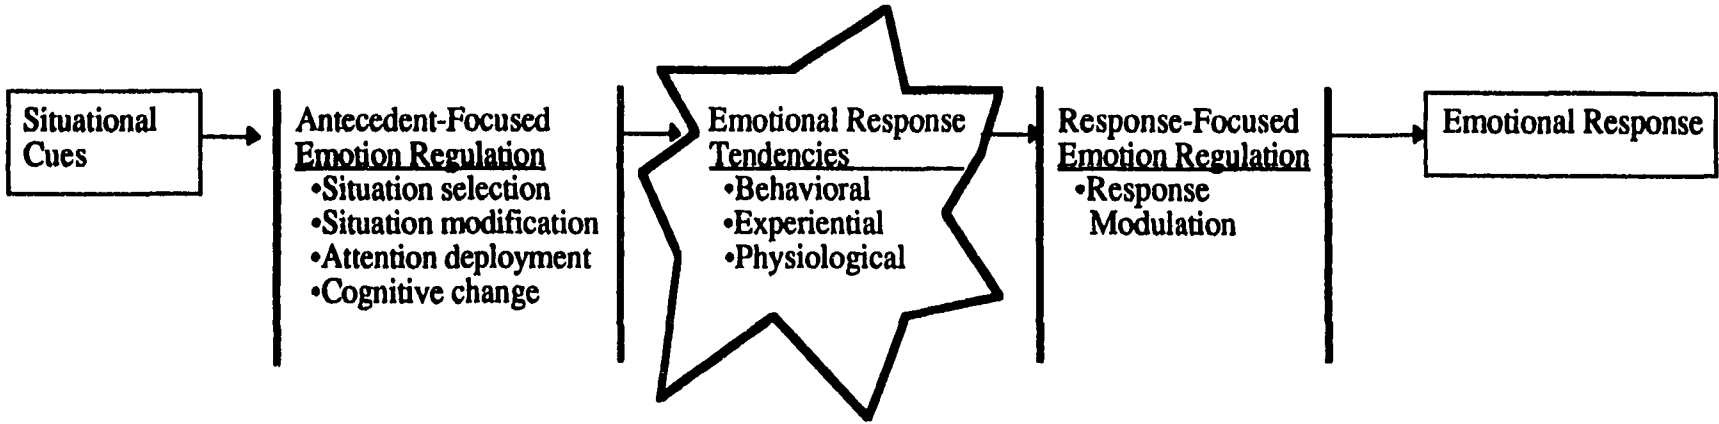 Situational
Cues
Antecedent-Focused
Emotion Regulation
•Situation selection
•Situation modification
•Attention deployment
•Cognitive change
Emotional Response
Tendencies
•Behavioral
•Experiential
•Physiological
Response-Focused
Emotion Regulation
•Response
Modulation
Emotional Response